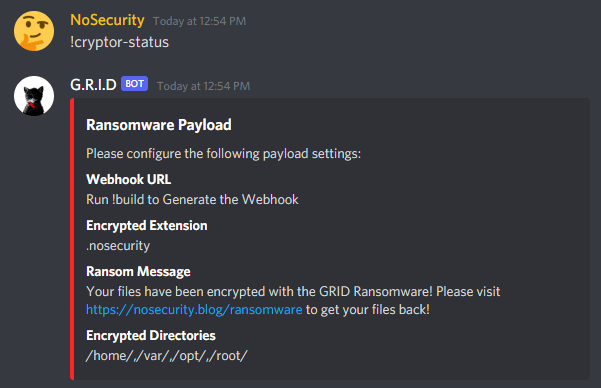 NoSecurity Today at 12:54 PM
!cryptor-status
G.R.I.D BOT Today at 12:54 PM
Ransomware Payload
Please configure the following payload settings:
Webhook URL
Run !build to Generate the Webhook
Encrypted Extension
.nosecurity
Ransom Message
Your files have been encrypted with the GRID Ransomware! Please visit
https://nosecurity.blog/ransomware to get your files back!
Encrypted Directories
/home/,/var/,/opt/,/root/